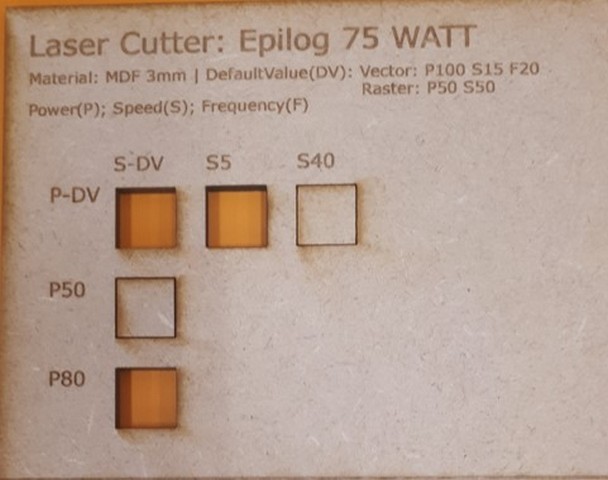 Laser Cutter: Epilog 75 WATT
Material: MDF 3mm | DefaultValue(DV): Vector: P100 S15 F20
Raster: P50 S50
Power(P); Speed(S); Frequency(F)
S-DV S5 S40
P-DV
P50
P80